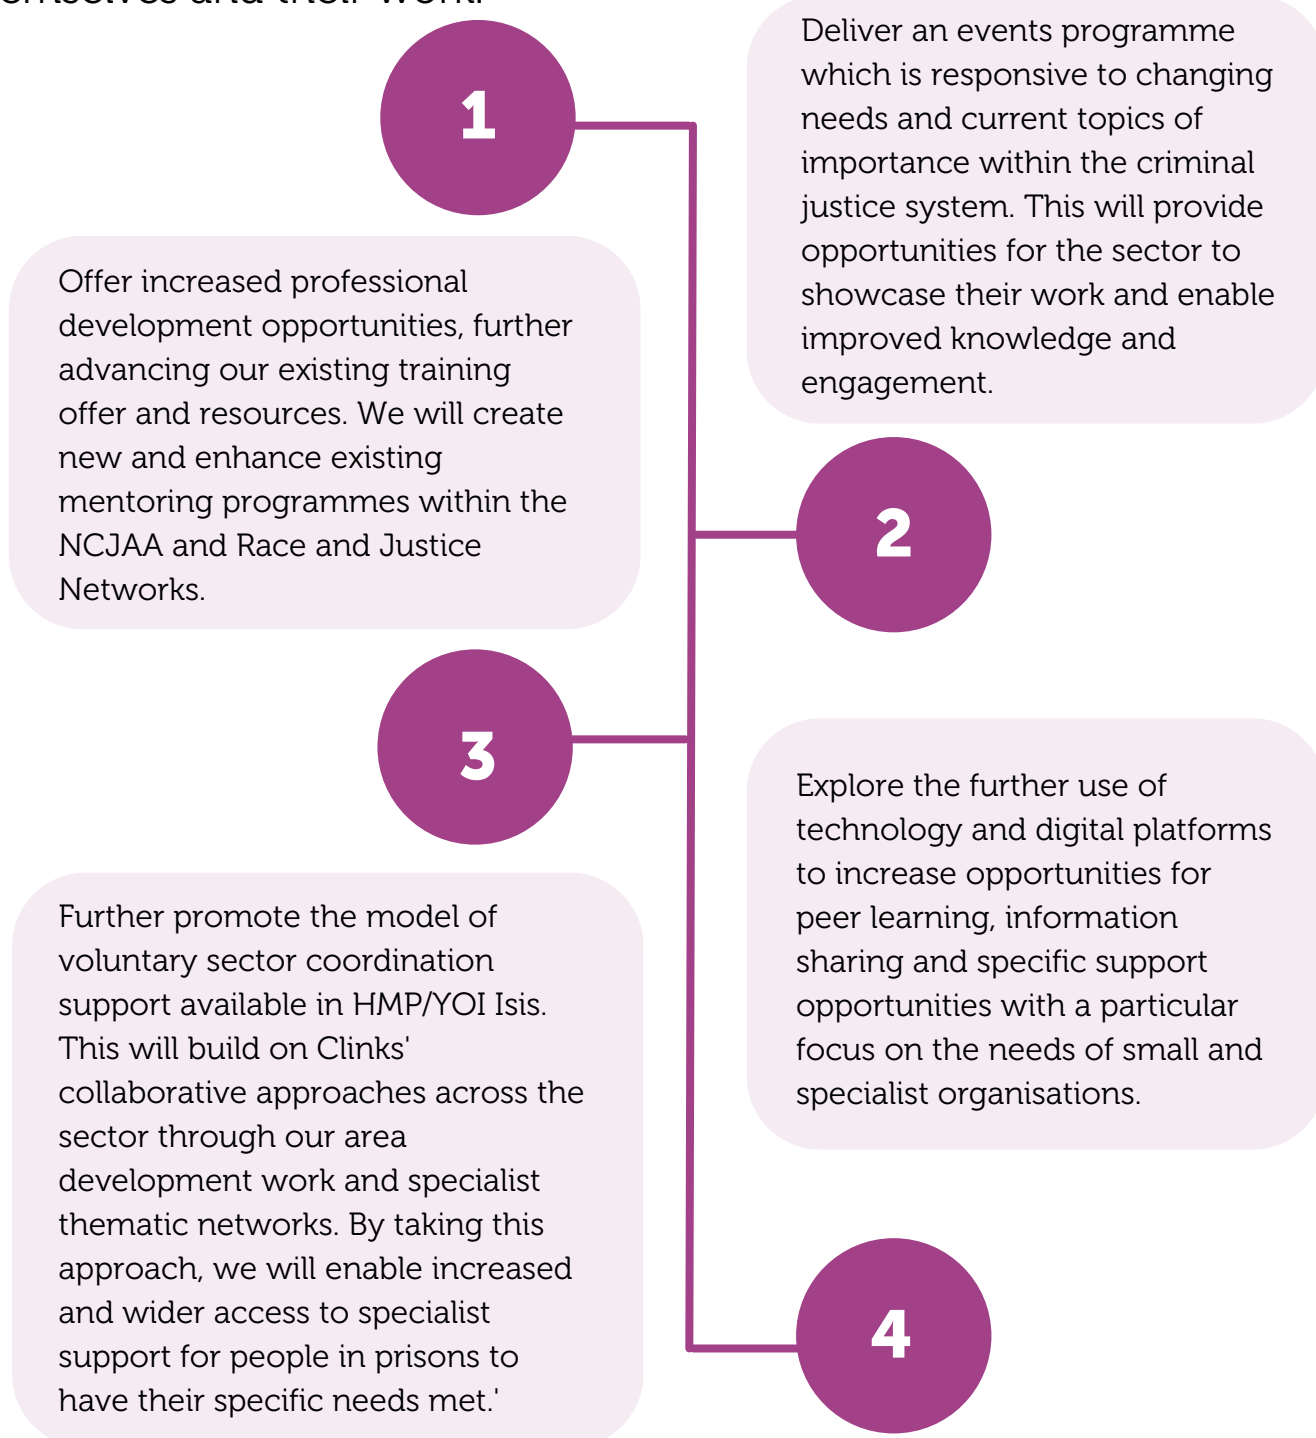 themselves and their work.
1
Offer increased professional
development opportunities, further
advancing our existing training
offer and resources. We will create
new and enhance existing
mentoring programmes within the
NCJAA and Race and Justice
Networks.
Deliver an events programme
which is responsive to changing
needs and current topics of
importance within the criminal
justice system. This will provide
opportunities for the sector to
showcase their work and enable
improved knowledge and
engagement.
2
3
Further promote the model of
voluntary sector coordination
support available in HMP/YOI Isis.
This will build on Clinks'
collaborative approaches across the
sector through our area
development work and specialist
thematic networks. By taking this
approach, we will enable increased
and wider access to specialist
support for people in prisons to
have their specific needs met.'
Explore the further use of
technology and digital platforms
to increase opportunities for
peer learning, information
sharing and specific support
opportunities with a particular
focus on the needs of small and
specialist organisations.
4